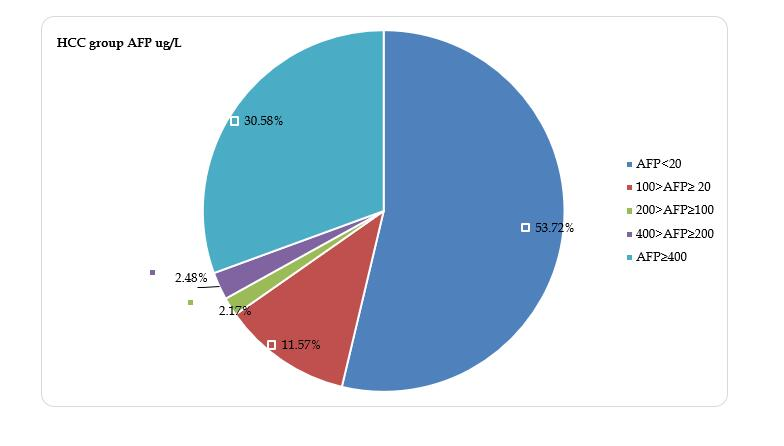 HCC group AFP ug/L
30.58%
53.72%
2.48%
2.17%
11.57%
AFP<20
100>AFP≥ 20
200>AFP≥100
400>AFP≥200
AFP≥400